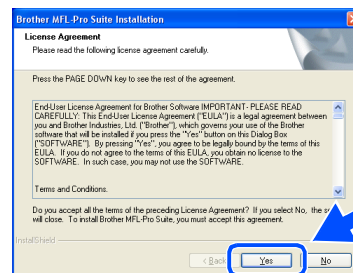 Brother MFL-Pro Suite Installation
License Agreement
Please read the following license agreement carefully.
Press the PAGE DOWN key to see the rest of the agreement.
End-User License Agreement for Brother Software IMPORTANT- PLEASE READ
CAREFULLY: This End-User License Agreement ("EULA") is a legal agreement between
you and Brother Industries, Ltd. ("Brother"), which governs your use of the Brother
software that will be installed if you press the "Yes" button on this Dialog Box
("SOFTWARE"). By pressing "Yes", you agree to be legally bound by the terms of this
EULA. If you do not agree to the terms of this EULA, you obtain no license to the
SOFTWARE. In such case, you may not use the SOFTWARE.
Terms and Conditions.
Do you accept all the terms of the preceding License Agreement? If you select No, the
will close. To install Brother MFL-Pro Suite, you must accept this agreement.
InstallShield
< Back
Yes
No